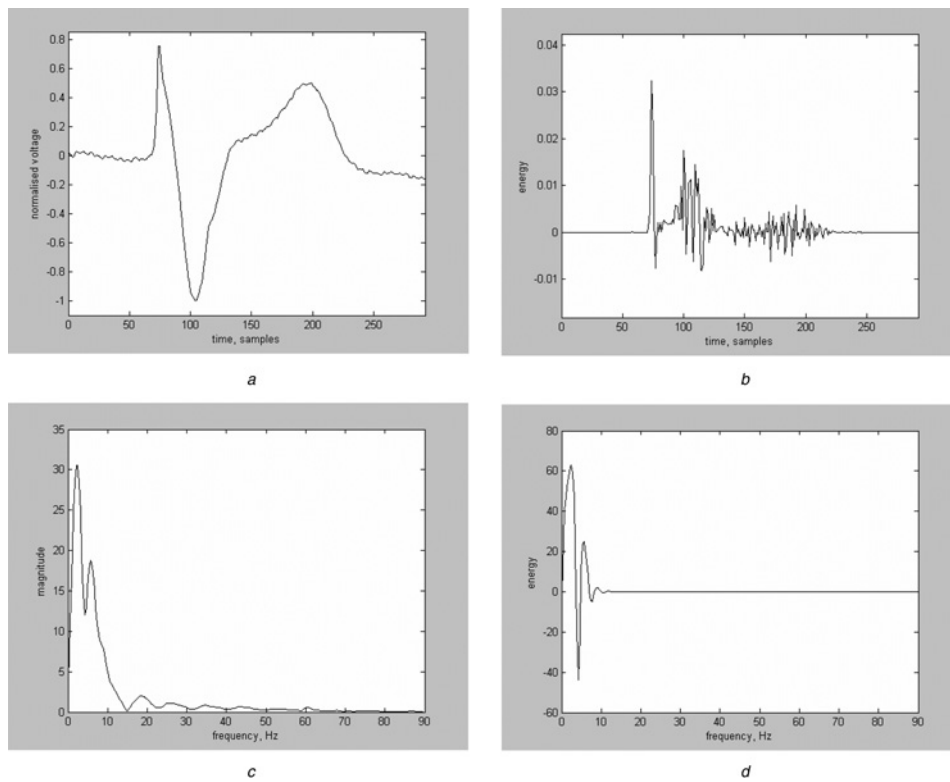 0.8
0.6
0.4
0.2
0
-0.2
-0.4
-0.6
-0.8
-1
normalised voltage
0 50 100 150 200 250
time, samples
a
0.04
0.03
0.02
0.01
0
-0.01
energy
0 50 100 150 200 250
time, samples
b
35
30
25
20
15
10
5
0
magnitude
0 10 20 30 40 50 60 70 80 90
frequency, Hz
c
80
60
40
20
0
-20
-40
-60
energy
0 10 20 30 40 50 60 70 80 90
frequency, Hz
d